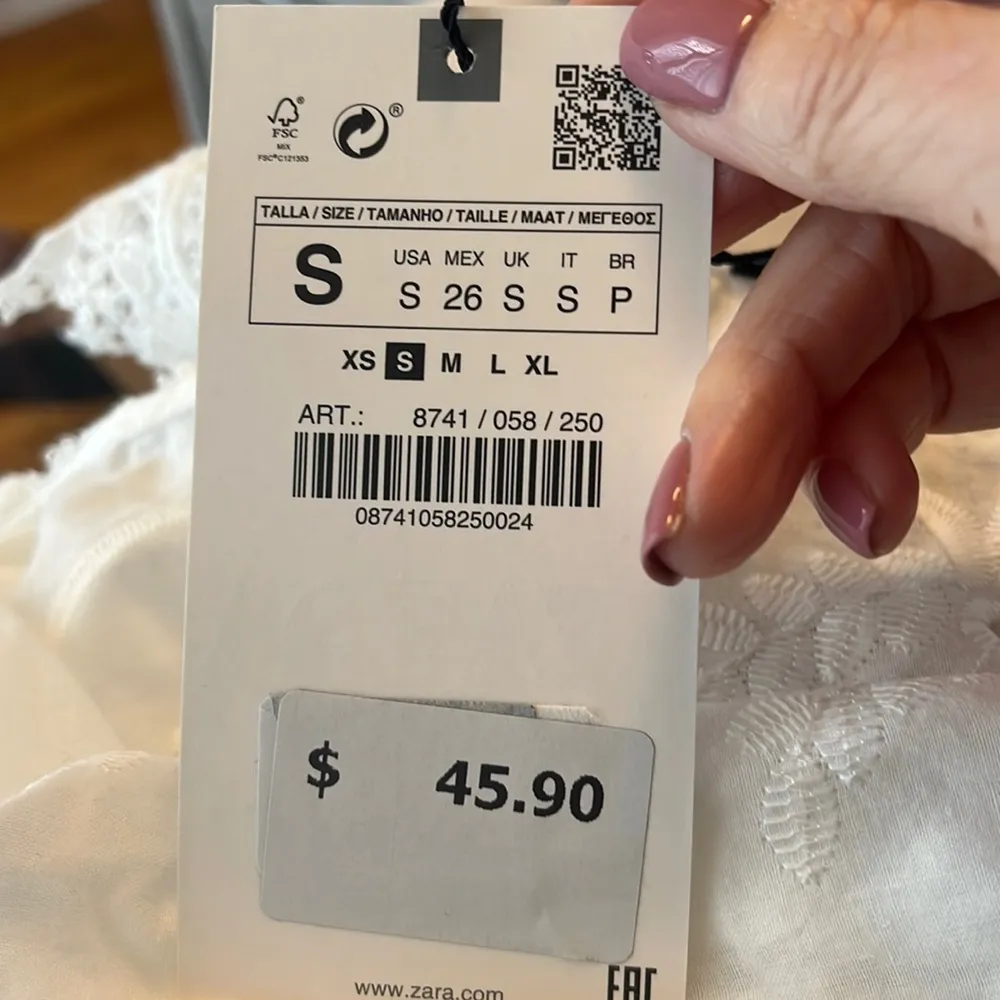 FSC®
MIX
FSC®C121353
®
TALLA / SIZE / TAMANHO / TAILLE / MAAT / ΜΕΓΕΘΟΣ
S
USA MEX UK IT BR
S 26 S S P
XS S M L XL
ART.: 8741 / 058 / 250
08741058250024
$ 45.90
www.zara.com
EAC